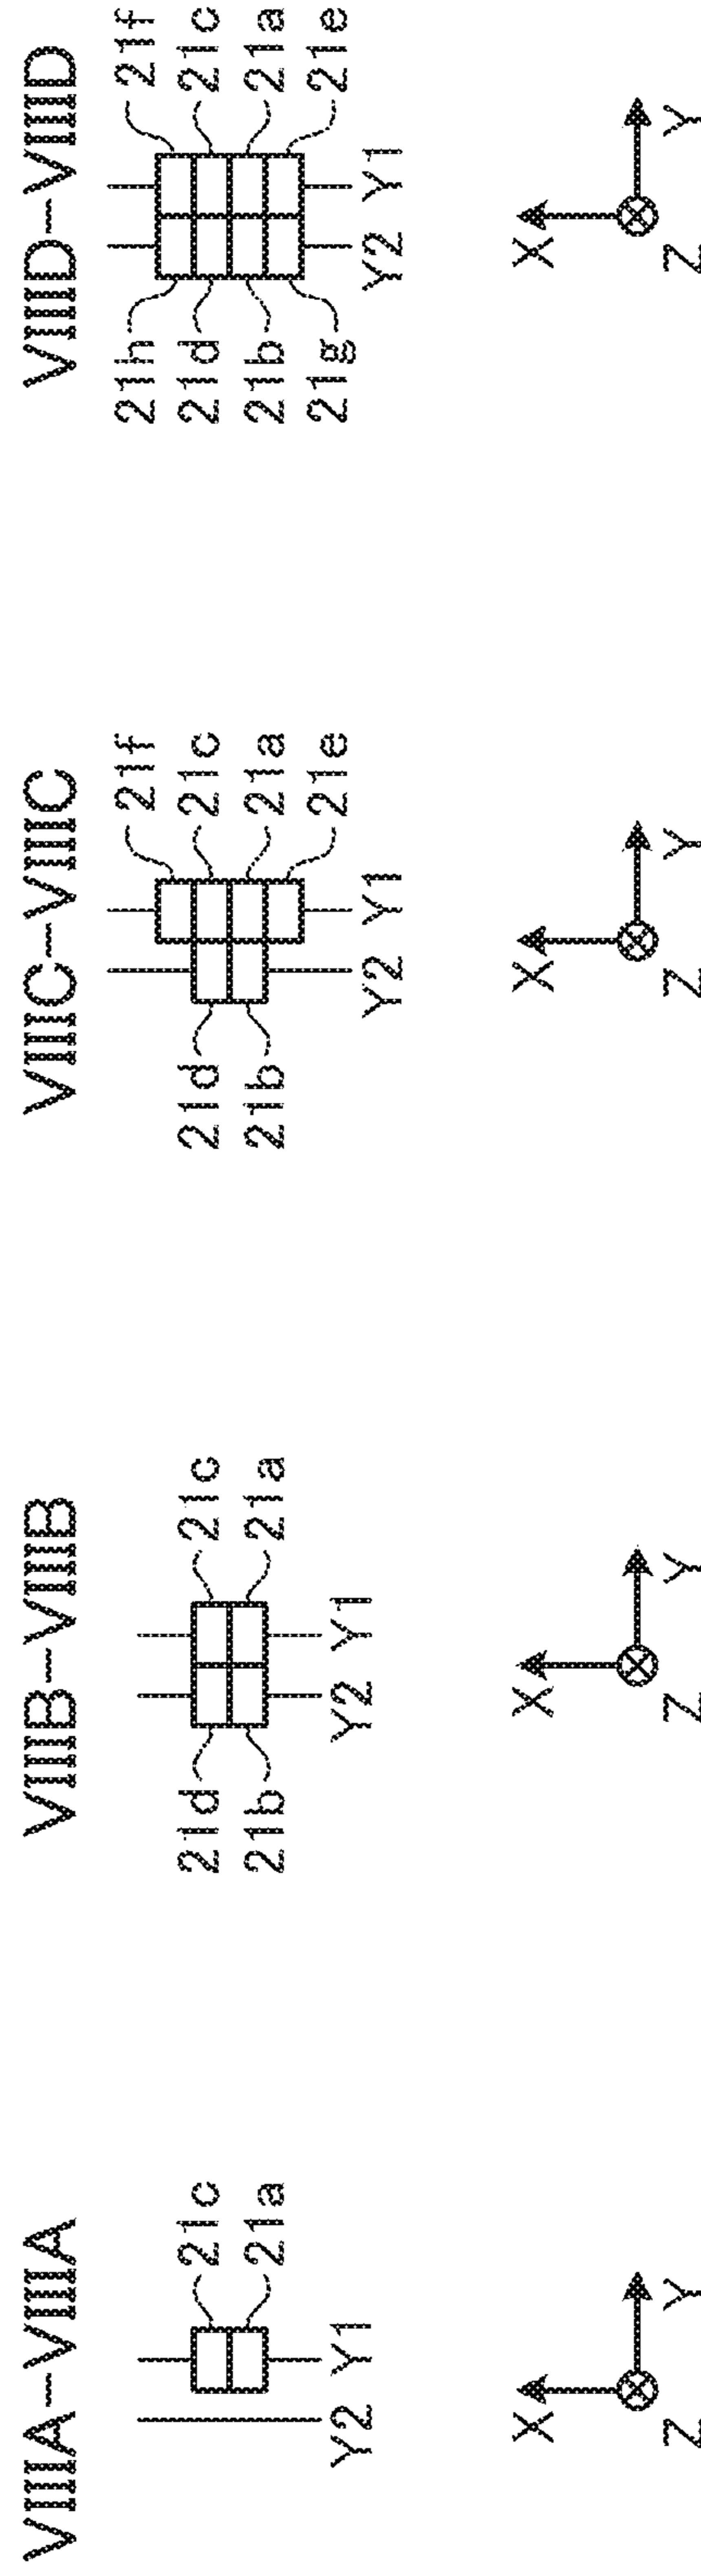 VIIIA-VIIIA
21c
21a
Y2 Y1
X
Y
Z
VIIIB-VIIIB
21d 21c
21b 21a
Y2 Y1
X
Y
Z
VIIIC-VIIIC
21f
21d 21c
21b 21a
21e
Y2 Y1
X
Y
Z
VIIID-VIIID
21h 21f
21d 21c
21b 21a
21g 21e
Y2 Y1
X
Y
Z